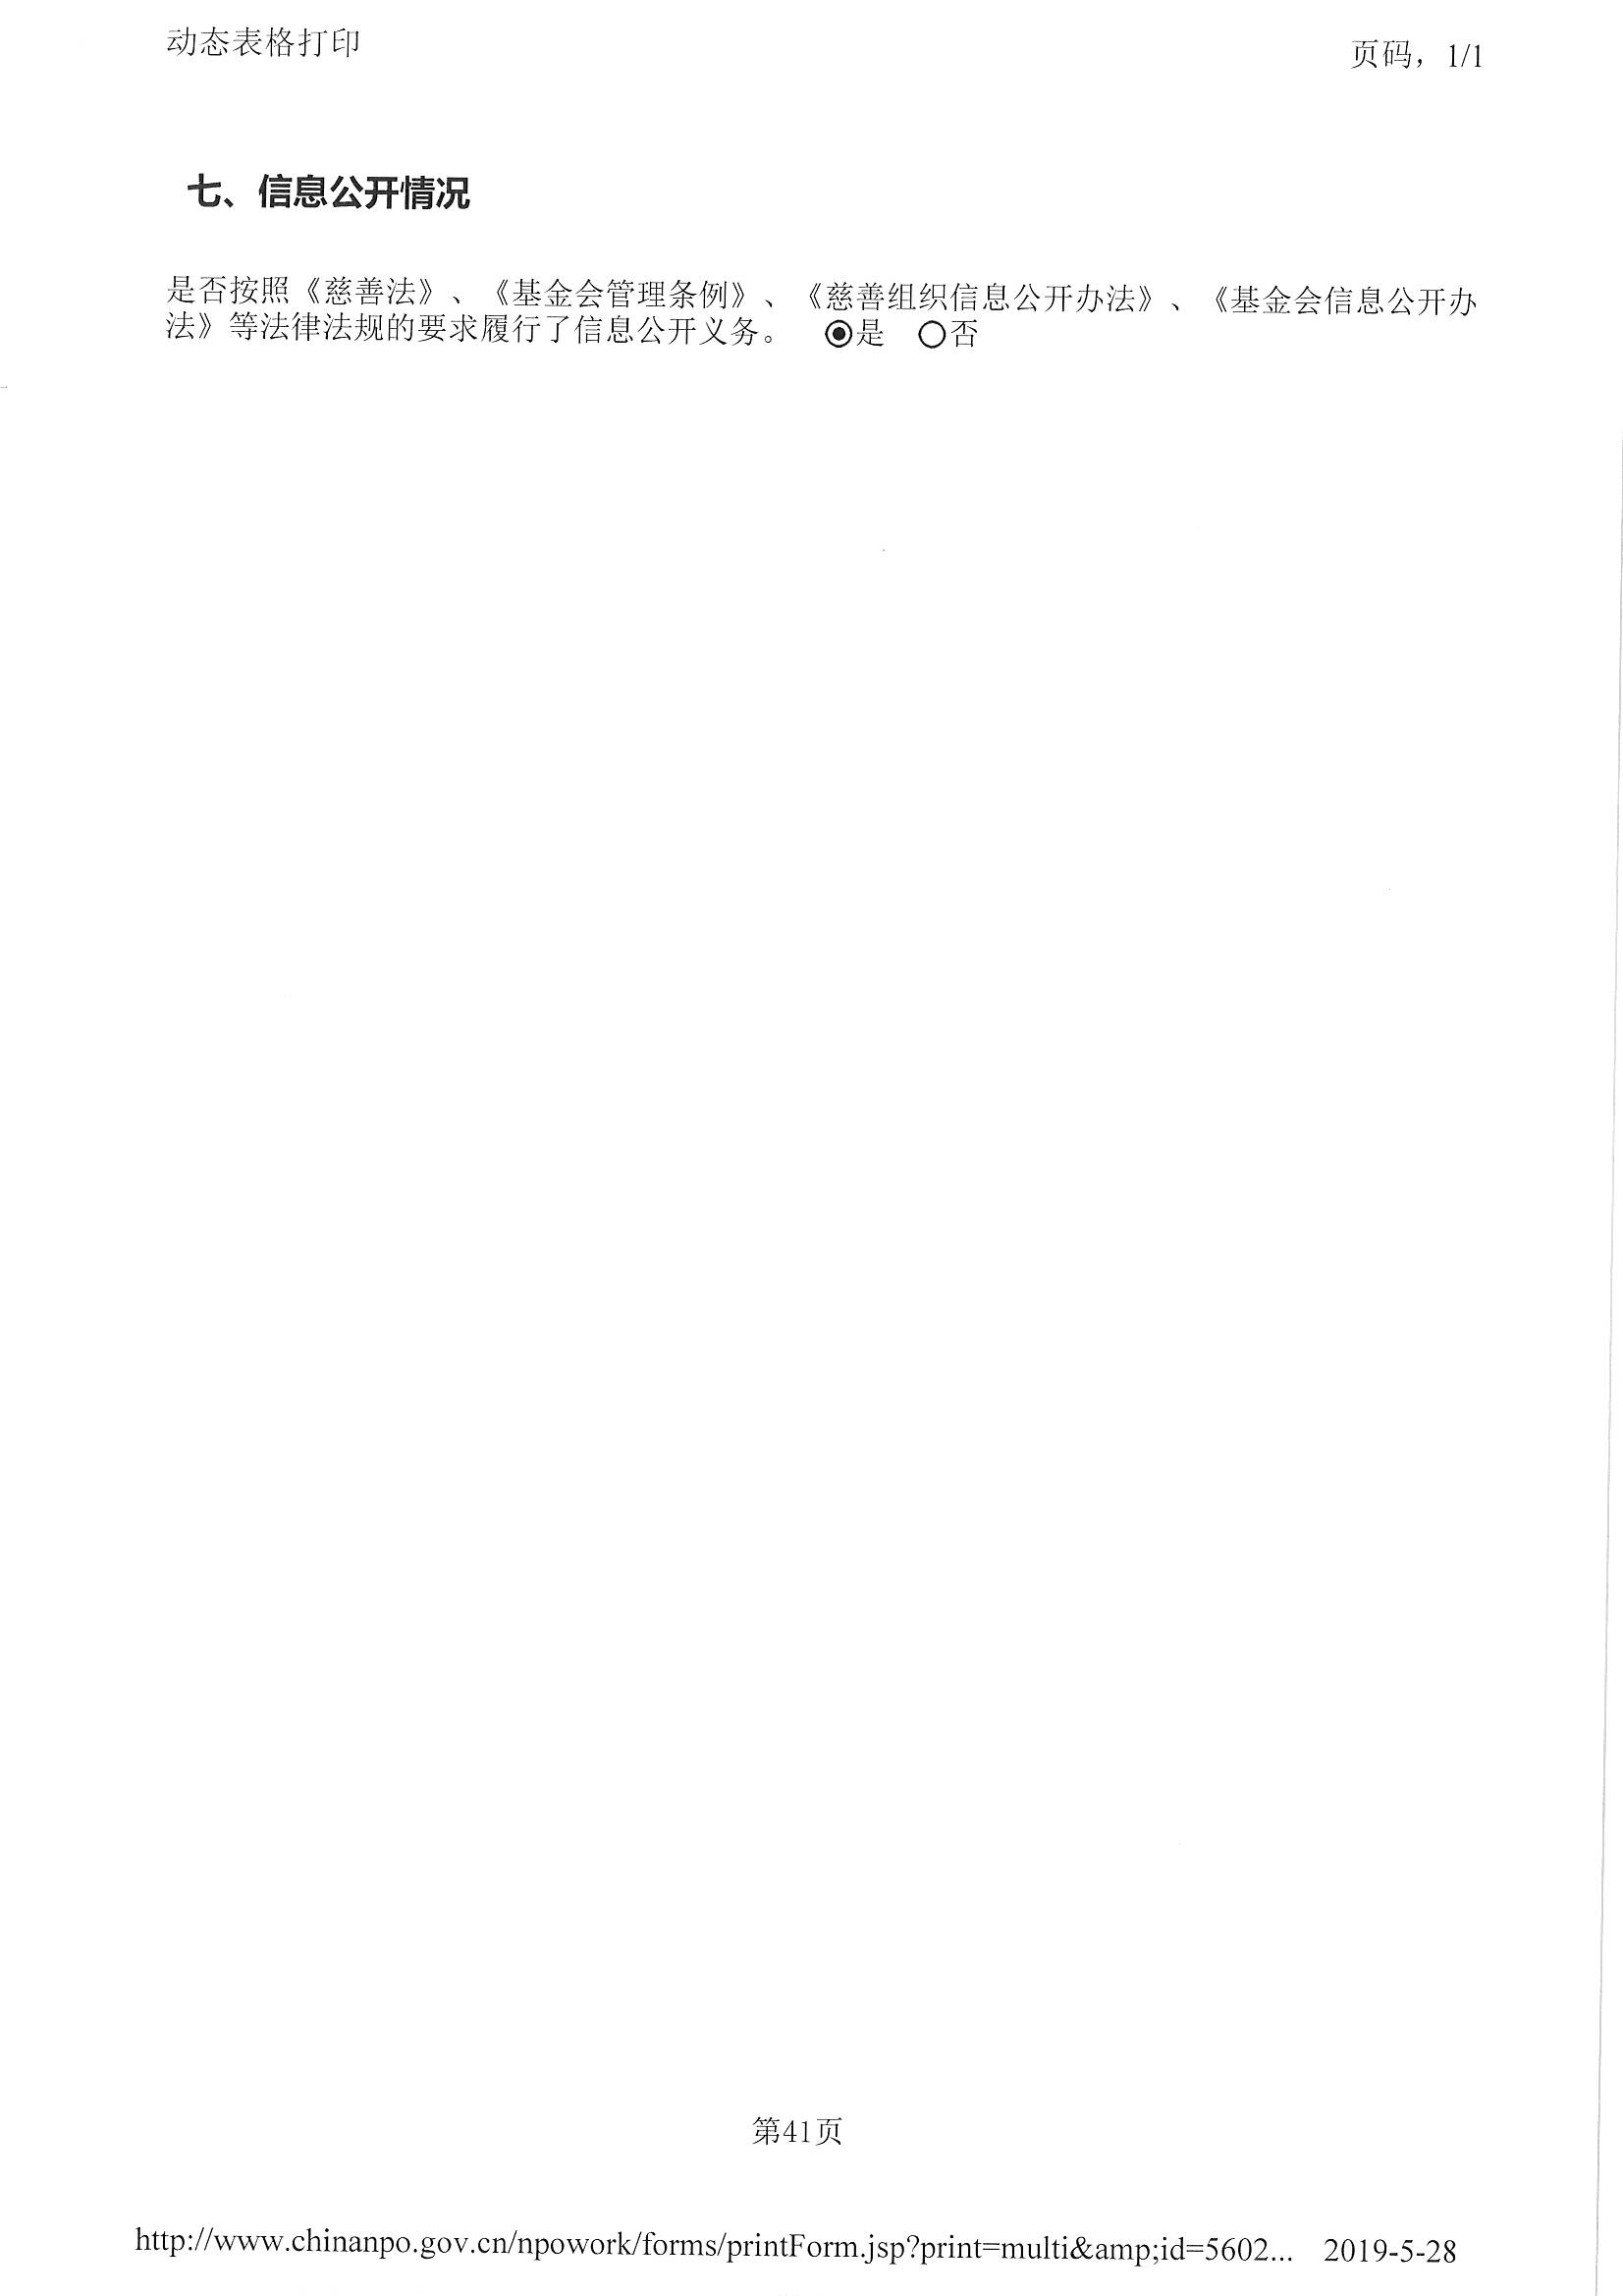 动态表格打印
页码，1/1
七、信息公开情况
是否按照《慈善法》、《基金会管理条例》、《慈善组织信息公开办法》、《基金会信息公开办
法》等法律法规的要求履行了信息公开义务。 ◉是 ○否
第41页
http://www.chinanpo.gov.cn/npowork/forms/printForm.jsp?print=multi&amp;id=5602... 2019-5-28